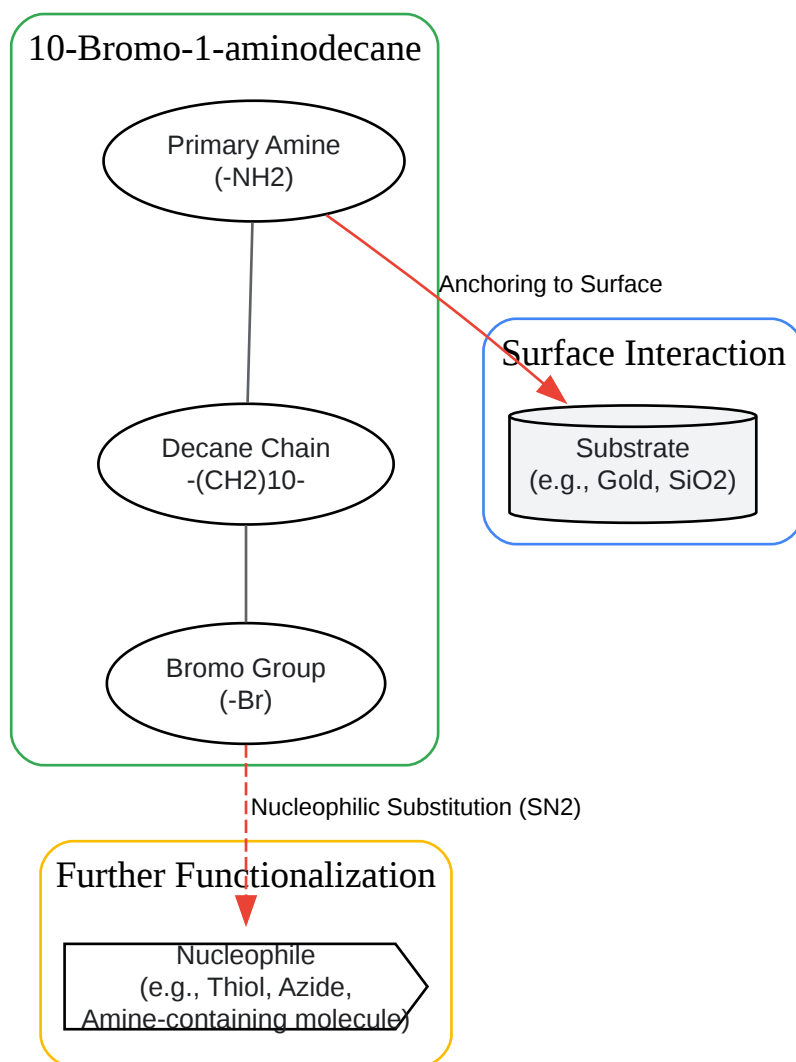 10-Bromo-1-aminodecane
Primary Amine
(-NH2)
Anchoring to Surface
Surface Interaction
Substrate
(e.g., Gold, SiO2)
Decane Chain
-(CH2)10-
Bromo Group
(-Br)
Nucleophilic Substitution (SN2)
Further Functionalization
Nucleophile
(e.g., Thiol, Azide,
Amine-containing molecule)